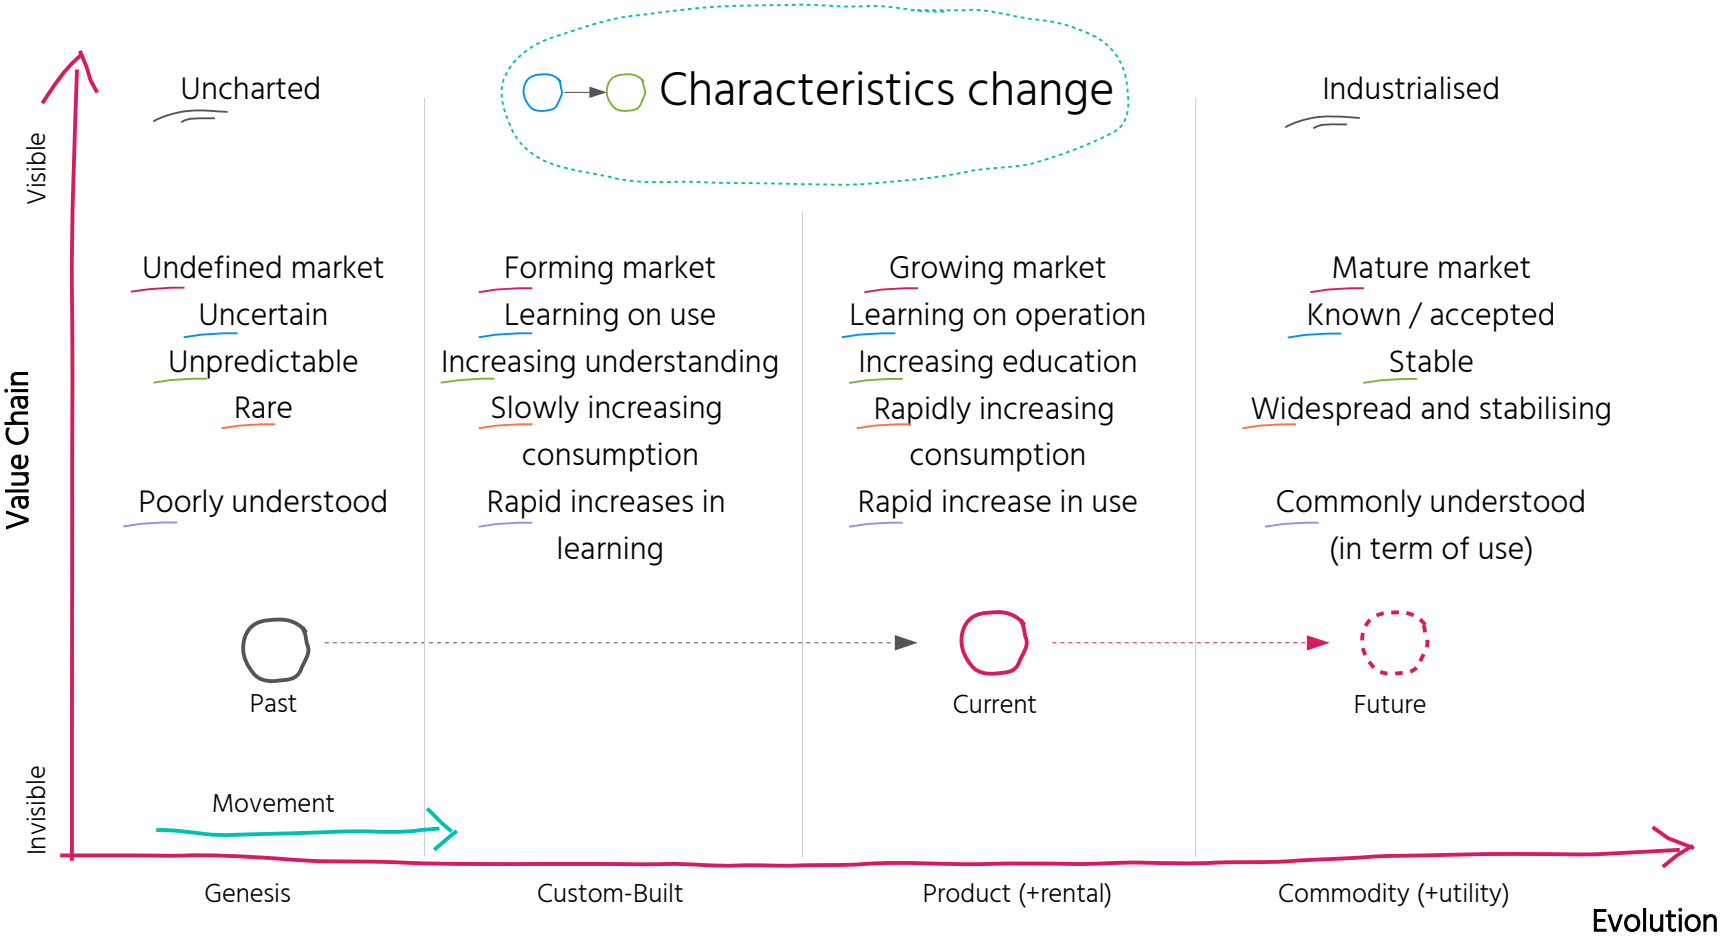 Uncharted
Characteristics change
Industrialised
Visible
Value Chain
Invisible
Undefined market
Uncertain
Unpredictable
Rare
Poorly understood
Forming market
Learning on use
Increasing understanding
Slowly increasing
consumption
Rapid increases in
learning
Growing market
Learning on operation
Increasing education
Rapidly increasing
consumption
Rapid increase in use
Mature market
Known / accepted
Stable
Widespread and stabilising
Commonly understood
(in term of use)
Past
Current
Future
Movement
Genesis
Custom-Built
Product (+rental)
Commodity (+utility)
Evolution